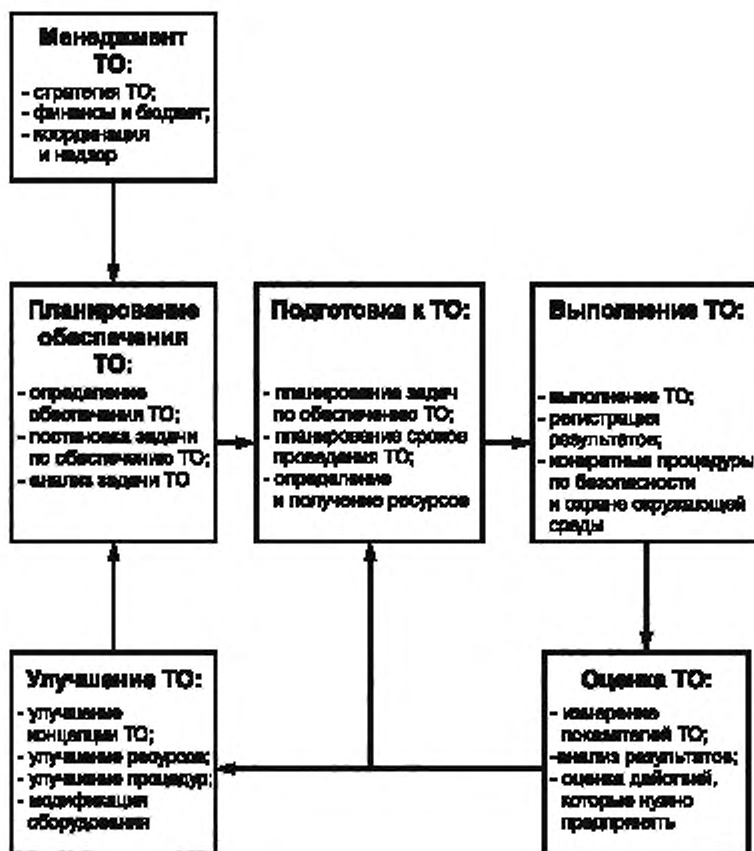 Менеджмент
ТО:
- стратегия ТО;
- финансы и бюджет;
- координация
и надзор
Планирование
обеспечения
ТО:
- определение
обеспечения ТО;
- постановка задачи
по обеспечению ТО;
- анализ задачи ТО
Подготовка к ТО:
- планирование задач
по обеспечению ТО;
- планирование сроков
проведения ТО;
- определение
и получение ресурсов
Выполнение ТО:
- выполнение ТО;
- регистрация
результатов;
- конкретные процедуры
по безопасности
и охране окружающей
среды
Улучшение ТО:
- улучшение
концепции ТО;
- улучшение ресурсов;
- улучшение процедур;
- модификация
оборудования
Оценка ТО:
- измерение
показателей ТО;
-анализ результатов;
- оценка действий,
которые нужно
предпринять